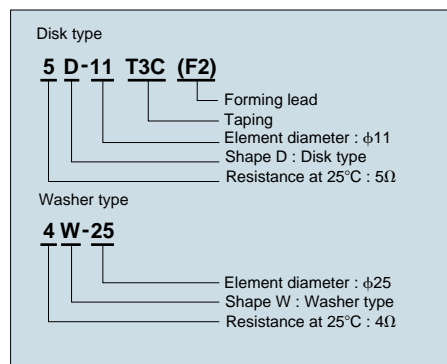 Disk type
5 D-11 T3C (F2)
Forming lead
Taping
Element diameter : ϕ11
Shape D : Disk type
Resistance at 25°C : 5Ω
Washer type
4 W-25
Element diameter : ϕ25
Shape W : Washer type
Resistance at 25°C : 4Ω